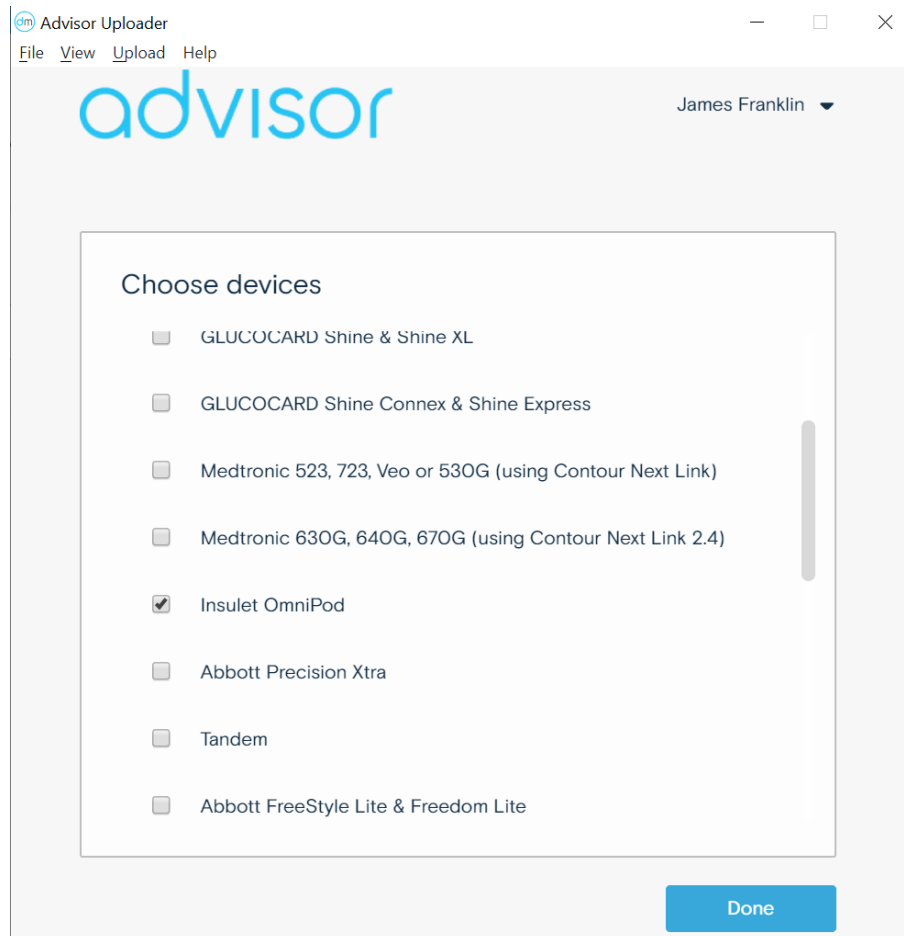 dm Advisor Uploader
File View Upload Help
advisor
James Franklin
Choose devices
GLUCOCARD Shine & Shine XL
GLUCOCARD Shine Connex & Shine Express
Medtronic 523, 723, Veo or 530G (using Contour Next Link)
Medtronic 630G, 640G, 670G (using Contour Next Link 2.4)
Insulet OmniPod
Abbott Precision Xtra
Tandem
Abbott FreeStyle Lite & Freedom Lite
Done